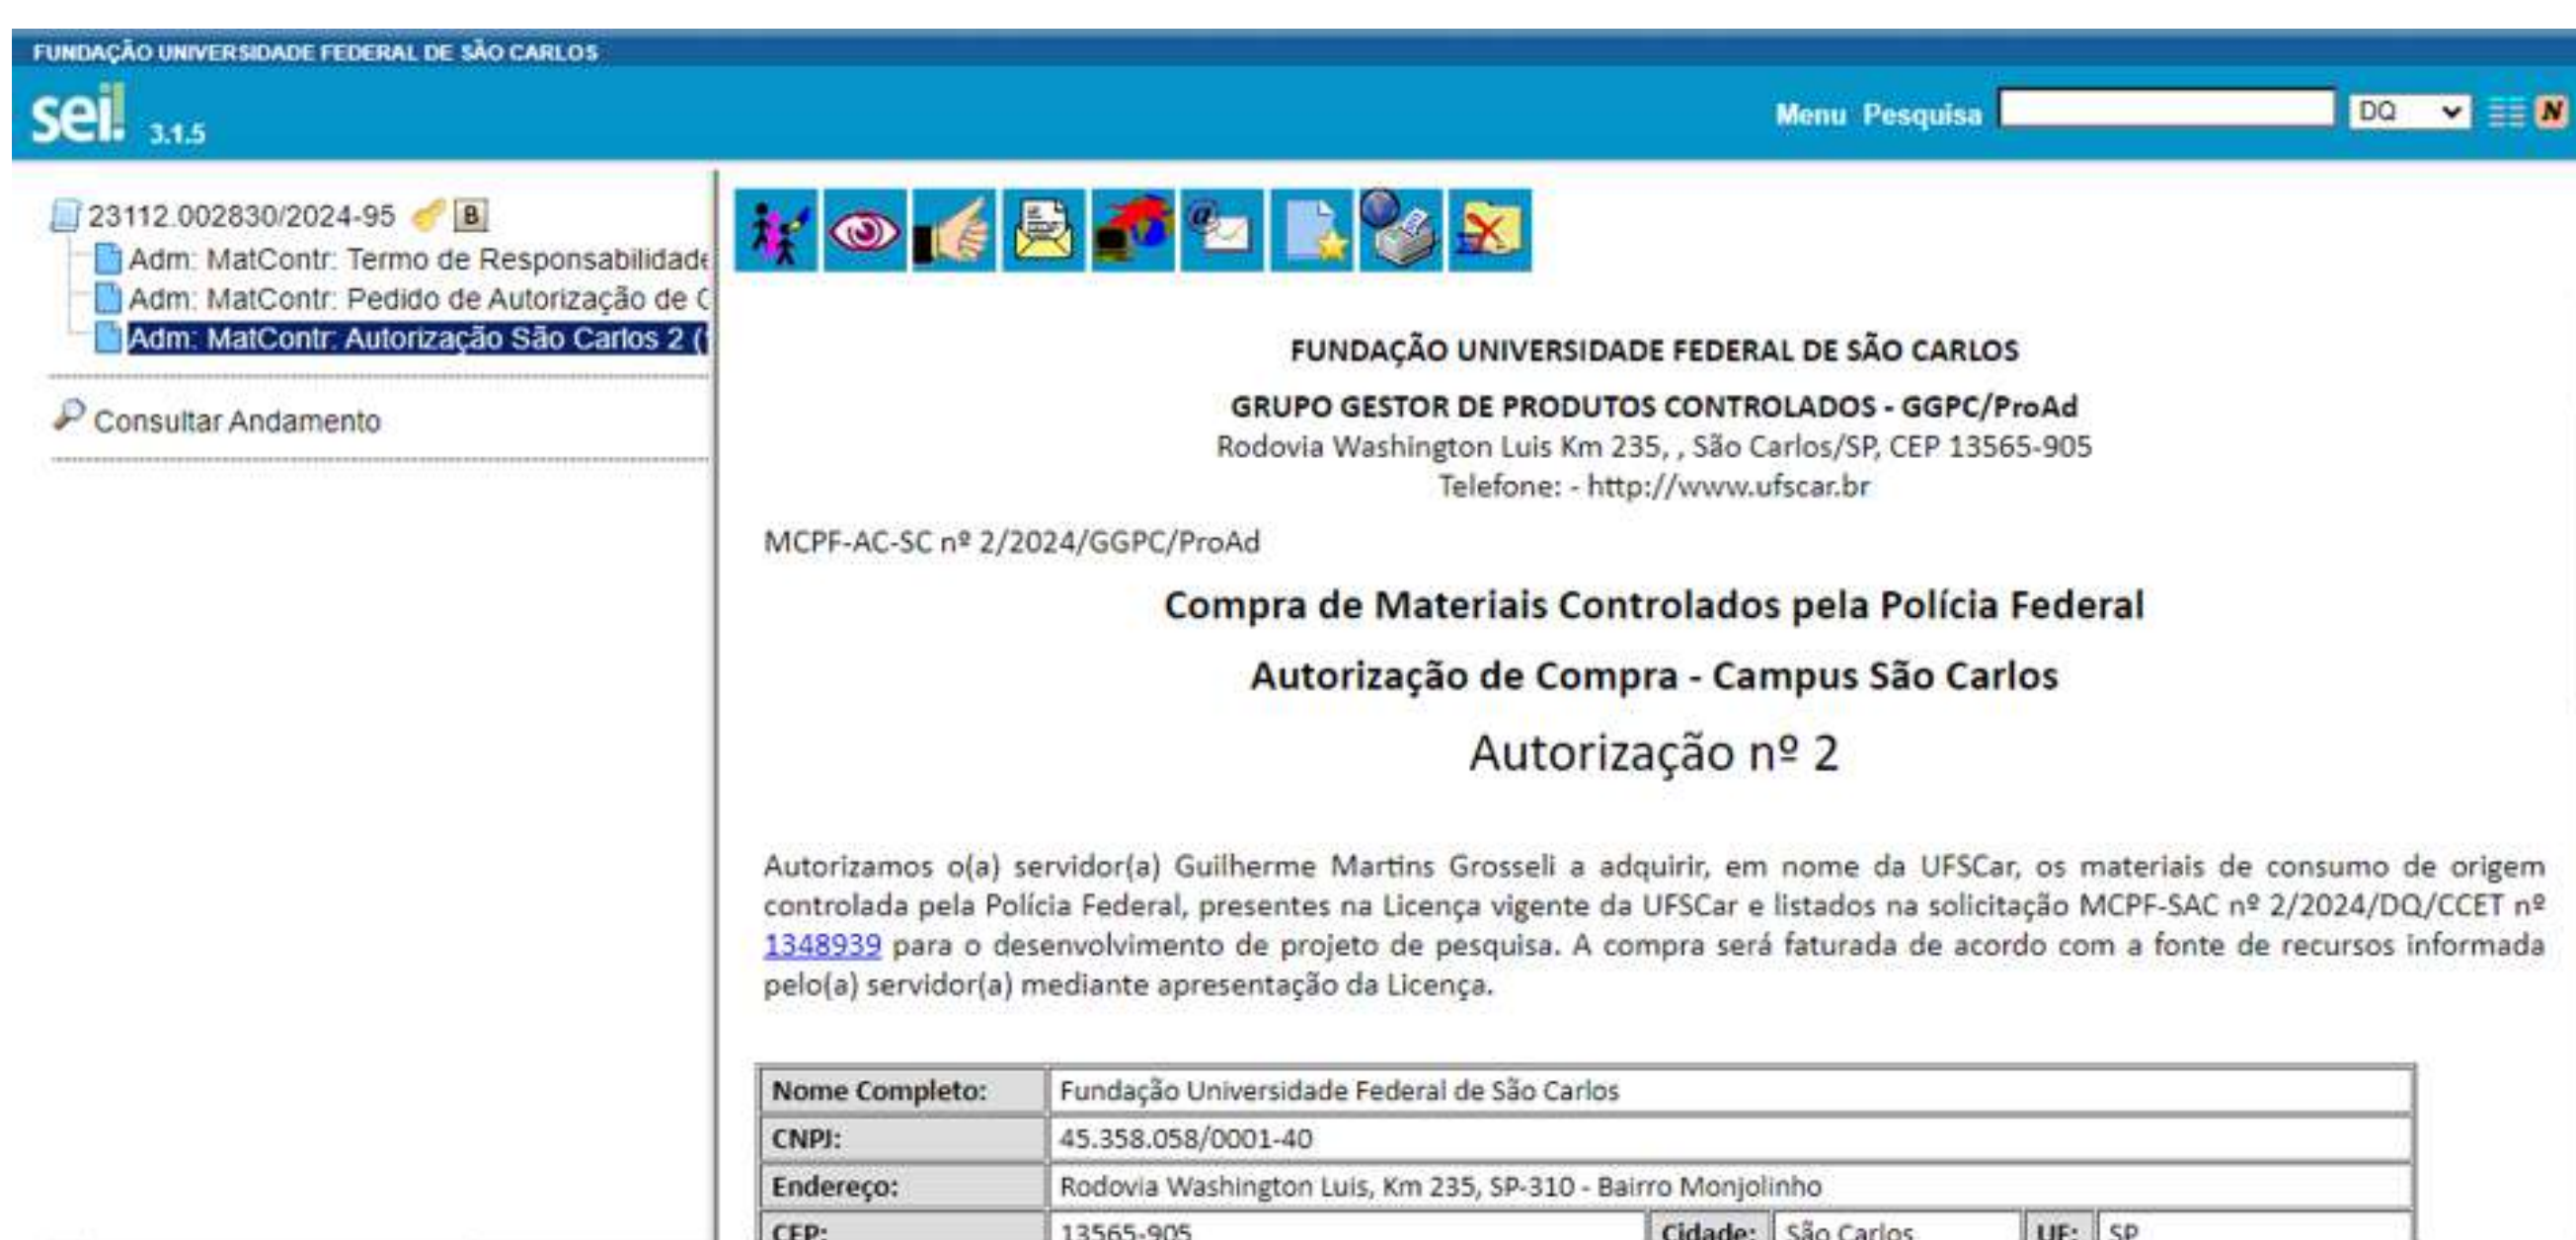 FUNDAÇÃO UNIVERSIDADE FEDERAL DE SÃO CARLOS
sei! 3.1.5
Menu Pesquisa DQ N
23112.002830/2024-95 B
Adm: MatContr: Termo de Responsabilidade
Adm: MatContr: Pedido de Autorização de C
Adm: MatContr: Autorização São Carlos 2 (
Consultar Andamento
FUNDAÇÃO UNIVERSIDADE FEDERAL DE SÃO CARLOS
GRUPO GESTOR DE PRODUTOS CONTROLADOS - GGPC/ProAd
Rodovia Washington Luis Km 235, , São Carlos/SP, CEP 13565-905
Telefone: - http://www.ufscar.br
MCPF-AC-SC nº 2/2024/GGPC/ProAd
Compra de Materiais Controlados pela Polícia Federal
Autorização de Compra - Campus São Carlos
Autorização nº 2
Autorizamos o(a) servidor(a) Guilherme Martins Grosseli a adquirir, em nome da UFSCar, os materiais de consumo de origem
controlada pela Polícia Federal, presentes na Licença vigente da UFSCar e listados na solicitação MCPF-SAC nº 2/2024/DQ/CCET nº
1348939 para o desenvolvimento de projeto de pesquisa. A compra será faturada de acordo com a fonte de recursos informada
pelo(a) servidor(a) mediante apresentação da Licença.
Nome Completo: Fundação Universidade Federal de São Carlos
CNPJ: 45.358.058/0001-40
Endereço: Rodovia Washington Luis, Km 235, SP-310 - Bairro Monjolinho
CEP: 13565-905 Cidade: São Carlos UF: SP